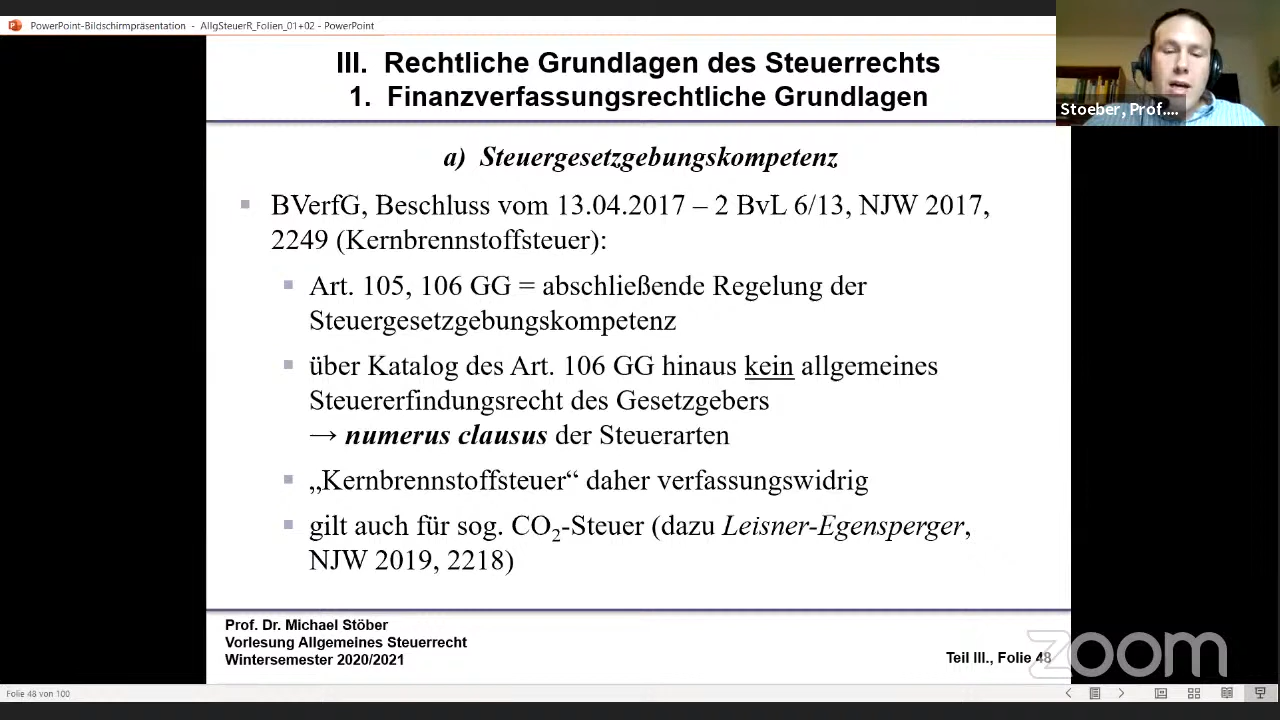 PowerPoint-Bildschirmpräsentation - AllgSteuerR_Folien_01+02 - PowerPoint
III. Rechtliche Grundlagen des Steuerrechts
1. Finanzverfassungsrechtliche Grundlagen
Stoeber, Prof....
a) Steuergesetzgebungskompetenz
BVerfG, Beschluss vom 13.04.2017 – 2 BvL 6/13, NJW 2017,
2249 (Kernbrennstoffsteuer):
Art. 105, 106 GG = abschließende Regelung der
Steuergesetzgebungskompetenz
über Katalog des Art. 106 GG hinaus kein allgemeines
Steuererfindungsrecht des Gesetzgebers
→ numerus clausus der Steuerarten
„Kernbrennstoffsteuer“ daher verfassungswidrig
gilt auch für sog. CO₂-Steuer (dazu Leisner-Egensperger,
NJW 2019, 2218)
Prof. Dr. Michael Stöber
Vorlesung Allgemeines Steuerrecht
Wintersemester 2020/2021
Teil III., Folie 48
zoom
Folie 48 von 100